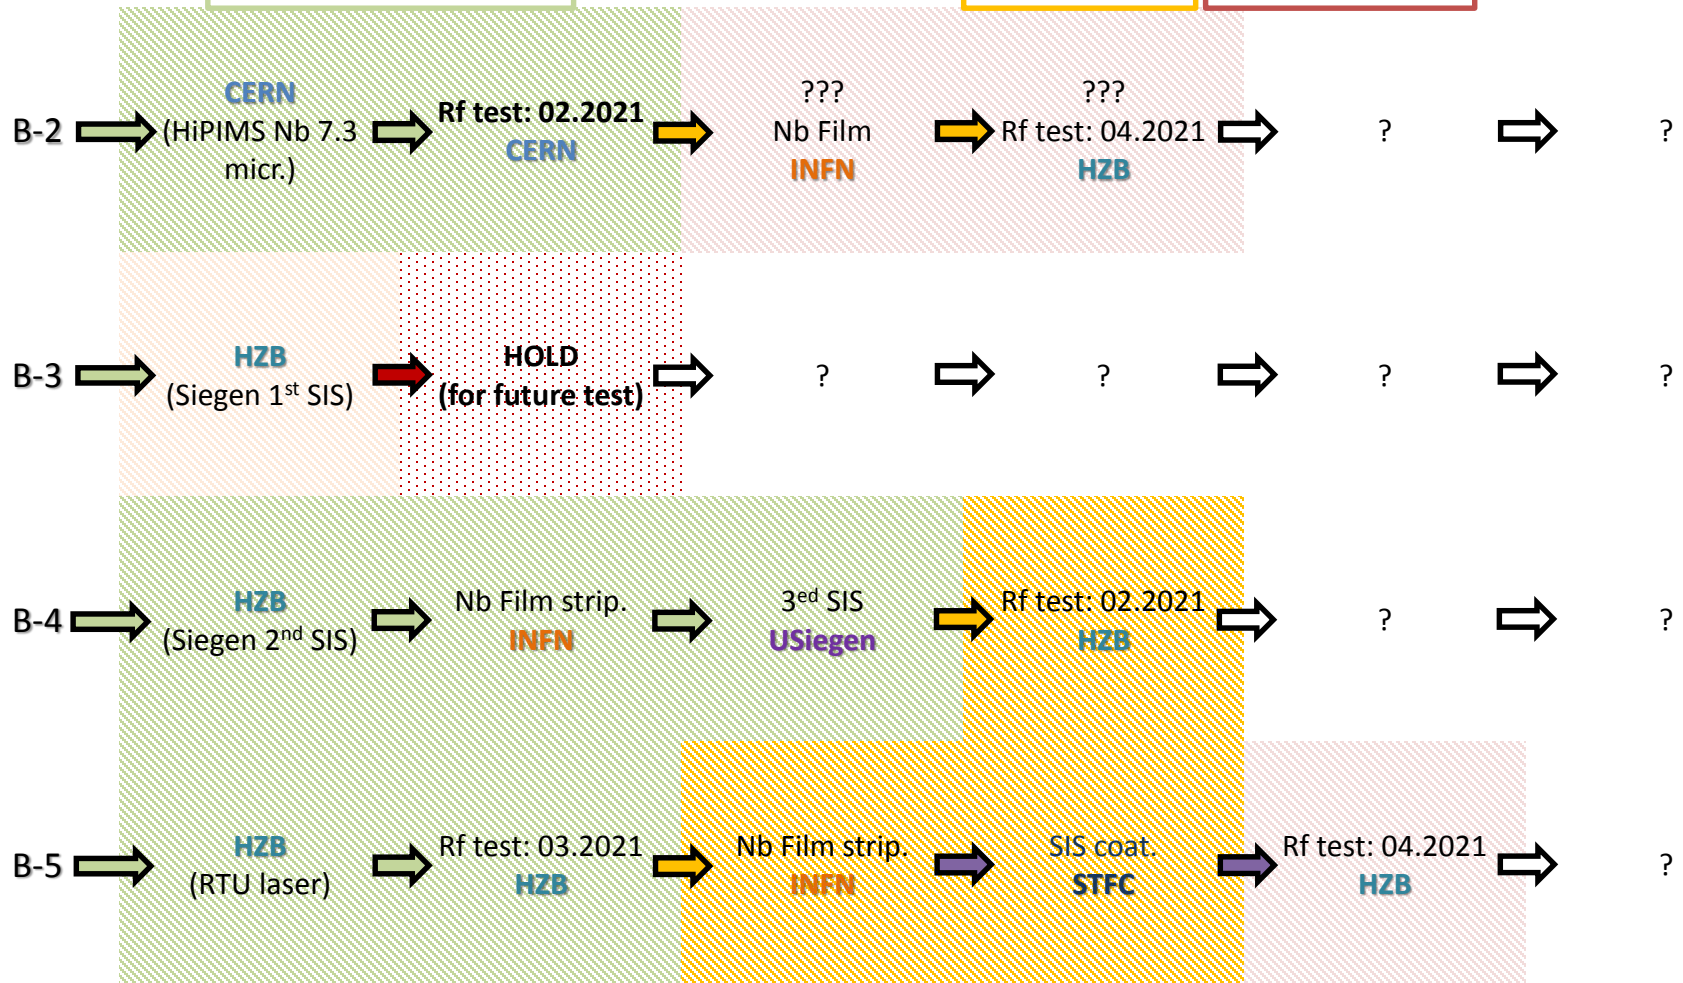 B-2
CERN
(HiPIMS Nb 7.3
micr.)
Rf test: 02.2021
CERN
???
Nb Film
INFN
???
Rf test: 04.2021
HZB
?
?
B-3
HZB
(Siegen 1st SIS)
HOLD
(for future test)
?
?
?
?
B-4
HZB
(Siegen 2nd SIS)
Nb Film strip.
INFN
3ed SIS
USiegen
Rf test: 02.2021
HZB
?
?
B-5
HZB
(RTU laser)
Rf test: 03.2021
HZB
Nb Film strip.
INFN
SIS coat.
STFC
Rf test: 04.2021
HZB
?